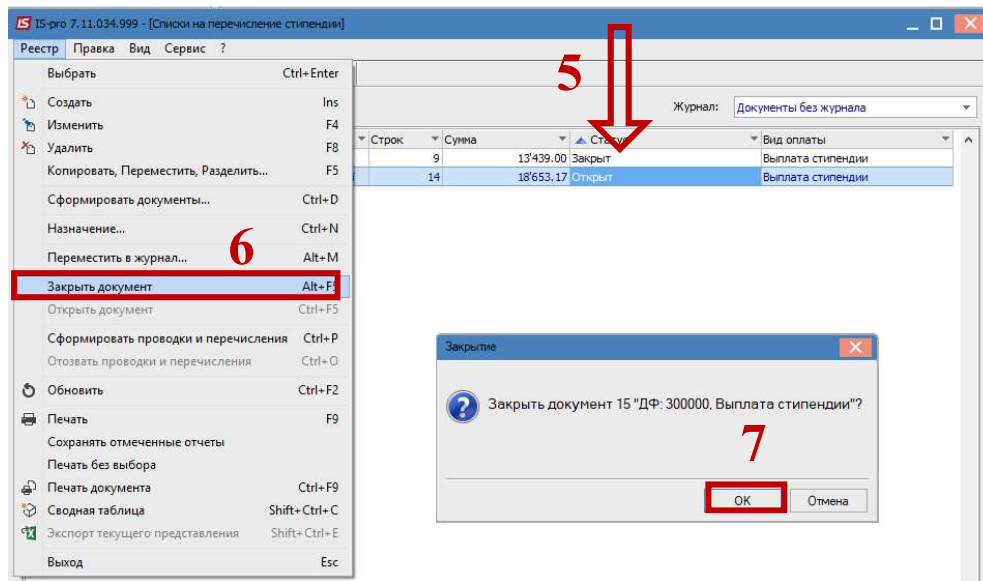 IS-pro 7.11.034.999 - [Списки на перечисление стипендии]
Реестр Правка Вид Сервис ?
Выбрать Ctrl+Enter
5
Создать Ins
Журнал: Документы без журнала
Изменить F4
Удалить F8
Строк Сумма Статус Вид оплаты
9 13'439.00 Закрыт Выплата стипендии
Копировать, Переместить, Разделить... F5
14 18'653.17 Открыт Выплата стипендии
Сформировать документы... Ctrl+D
Назначение... Ctrl+N
6
Переместить в журнал... Alt+M
Закрыть документ Alt+F5
Открыть документ Ctrl+F5
Сформировать проводки и перечисления Ctrl+P
Отозвать проводки и перечисления Ctrl+O
Обновить Ctrl+F2
Печать F9
Сохранять отмеченные отчеты
Печать без выбора
Печать документа Ctrl+F9
Сводная таблица Shift+Ctrl+C
Экспорт текущего представления Shift+Ctrl+E
Выход Esc
Закрытие
Закрыть документ 15 "ДФ: 300000, Выплата стипендии"?
7
OK Отмена